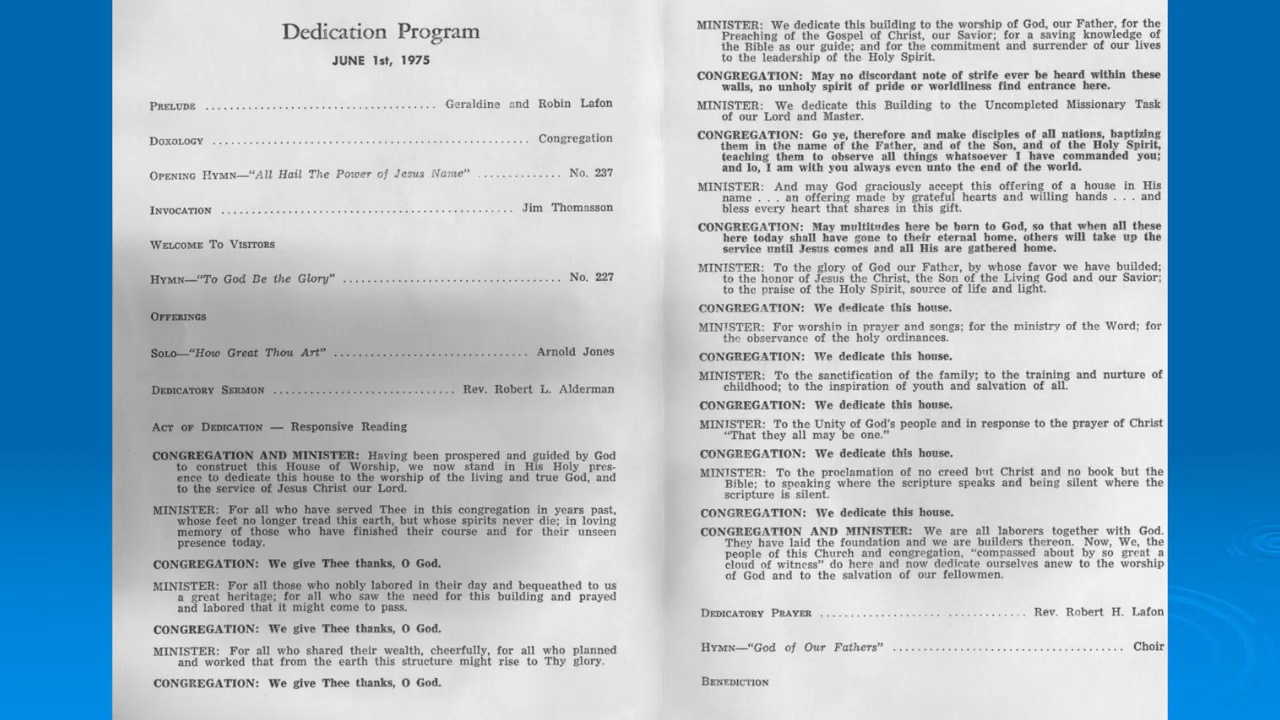 Dedication Program
JUNE 1st, 1975
PRELUDE .................................. Geraldine and Robin Lafon
DOXOLOGY .............................................. Congregation
OPENING HYMN—"All Hail The Power of Jesus Name" ............ No. 237
INVOCATION .......................................... Jim Thomasson
WELCOME TO VISITORS
HYMN—"To God Be the Glory" ............................... No. 227
OFFERINGS
SOLO—"How Great Thou Art" ............................ Arnold Jones
DEDICATORY SERMON .......................... Rev. Robert L. Alderman
ACT OF DEDICATION — Responsive Reading
CONGREGATION AND MINISTER: Having been prospered and guided by God
to construct this House of Worship, we now stand in His Holy pres-
ence to dedicate this house to the worship of the living and true God, and
to the service of Jesus Christ our Lord.
MINISTER: For all who have served Thee in this congregation in years past,
whose feet no longer tread this earth, but whose spirits never die; in loving
memory of those who have finished their course and for their unseen
presence today.
CONGREGATION: We give Thee thanks, O God.
MINISTER: For all those who nobly labored in their day and bequeathed to us
a great heritage; for all who saw the need for this building and prayed
and labored that it might come to pass.
CONGREGATION: We give Thee thanks, O God.
MINISTER: For all who shared their wealth, cheerfully, for all who planned
and worked that from the earth this structure might rise to Thy glory.
CONGREGATION: We give Thee thanks, O God.
MINISTER: We dedicate this building to the worship of God, our Father, for the
Preaching of the Gospel of Christ, our Savior; for a saving knowledge of
the Bible as our guide; and for the commitment and surrender of our lives
to the leadership of the Holy Spirit.
CONGREGATION: May no discordant note of strife ever be heard within these
walls, no unholy spirit of pride or worldliness find entrance here.
MINISTER: We dedicate this Building to the Uncompleted Missionary Task
of our Lord and Master.
CONGREGATION: Go ye, therefore and make disciples of all nations, baptizing
them in the name of the Father, and of the Son, and of the Holy Spirit,
teaching them to observe all things whatsoever I have commanded you;
and lo, I am with you always even unto the end of the world.
MINISTER: And may God graciously accept this offering of a house in His
name . . . an offering made by grateful hearts and willing hands . . . and
bless every heart that shares in this gift.
CONGREGATION: May multitudes here be born to God, so that when all these
here today shall have gone to their eternal home, others will take up the
service until Jesus comes and all His are gathered home.
MINISTER: To the glory of God our Father, by whose favor we have builded;
to the honor of Jesus the Christ, the Son of the Living God and our Savior;
to the praise of the Holy Spirit, source of life and light.
CONGREGATION: We dedicate this house.
MINISTER: For worship in prayer and songs; for the ministry of the Word; for
the observance of the holy ordinances.
CONGREGATION: We dedicate this house.
MINISTER: To the sanctification of the family; to the training and nurture of
childhood; to the inspiration of youth and salvation of all.
CONGREGATION: We dedicate this house.
MINISTER: To the Unity of God's people and in response to the prayer of Christ
"That they all may be one."
CONGREGATION: We dedicate this house.
MINISTER: To the proclamation of no creed but Christ and no book but the
Bible; to speaking where the scripture speaks and being silent where the
scripture is silent.
CONGREGATION: We dedicate this house.
CONGREGATION AND MINISTER: We are all laborers together with God.
They have laid the foundation and we are builders thereon. Now, We, the
people of this Church and congregation, "compassed about by so great a
cloud of witness" do here and now dedicate ourselves anew to the worship
of God and to the salvation of our fellowmen.
DEDICATORY PRAYER .............................. Rev. Robert H. Lafon
HYMN—"God of Our Fathers" .................................. Choir
BENEDICTION